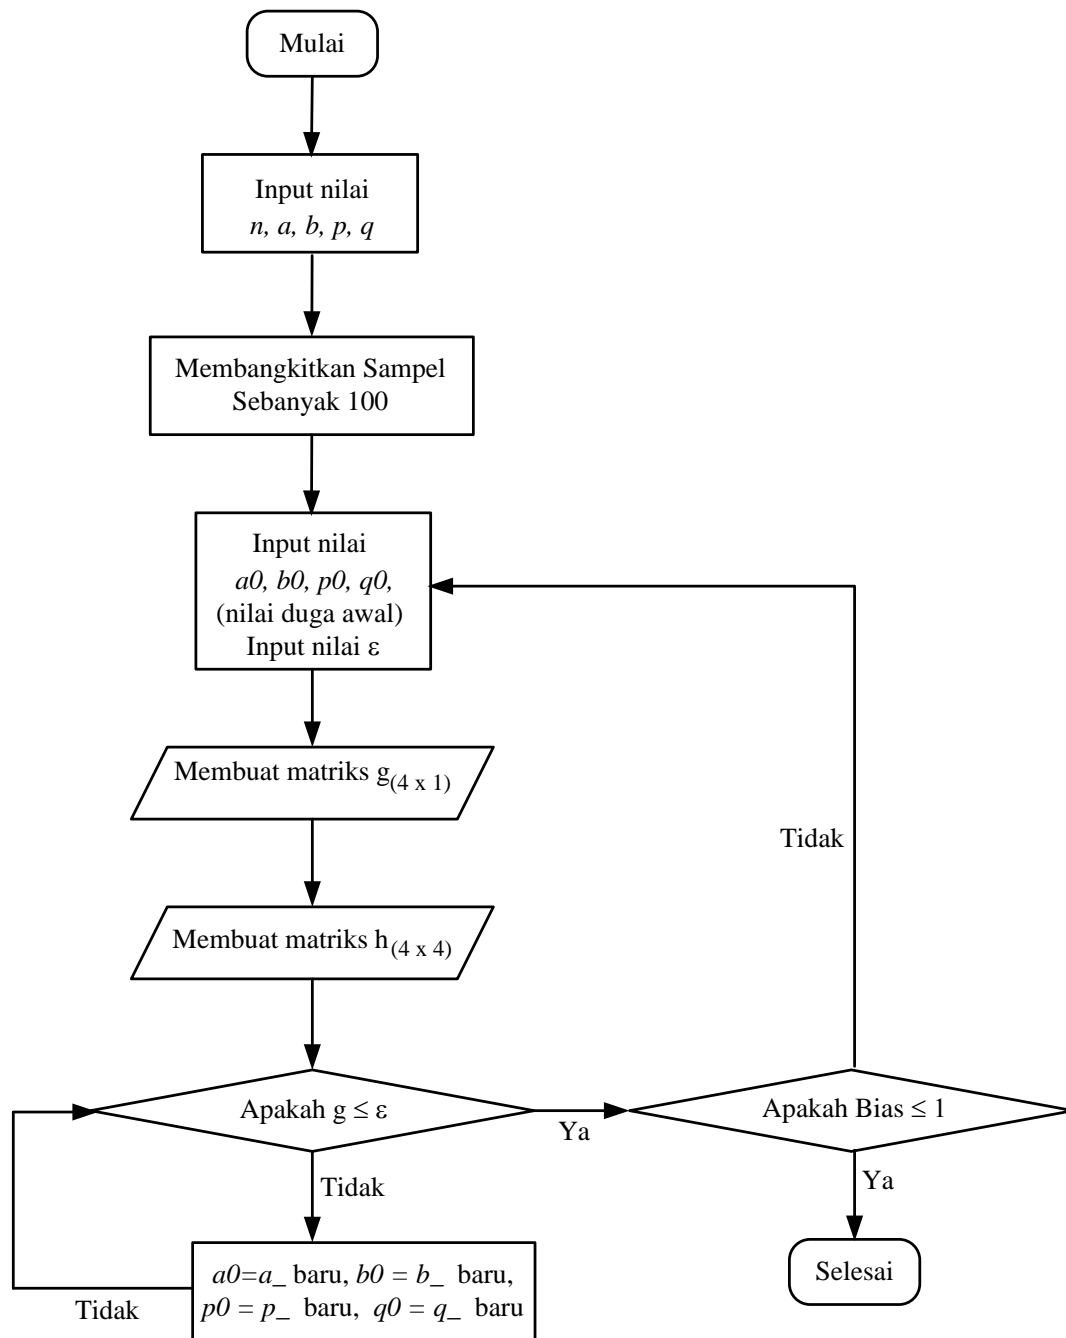 Mulai
Input nilai
n, a, b, p, q
Membangkitkan Sampel
Sebanyak 100
Input nilai
a0, b0, p0, q0,
(nilai duga awal)
Input nilai ε
Membuat matriks g(4 x 1)
Tidak
Membuat matriks h(4 x 4)
Apakah g ≤ ε
Ya
Apakah Bias ≤ 1
Tidak
Ya
a0=a_ baru, b0 = b_ baru,
p0 = p_ baru, q0 = q_ baru
Tidak
Selesai